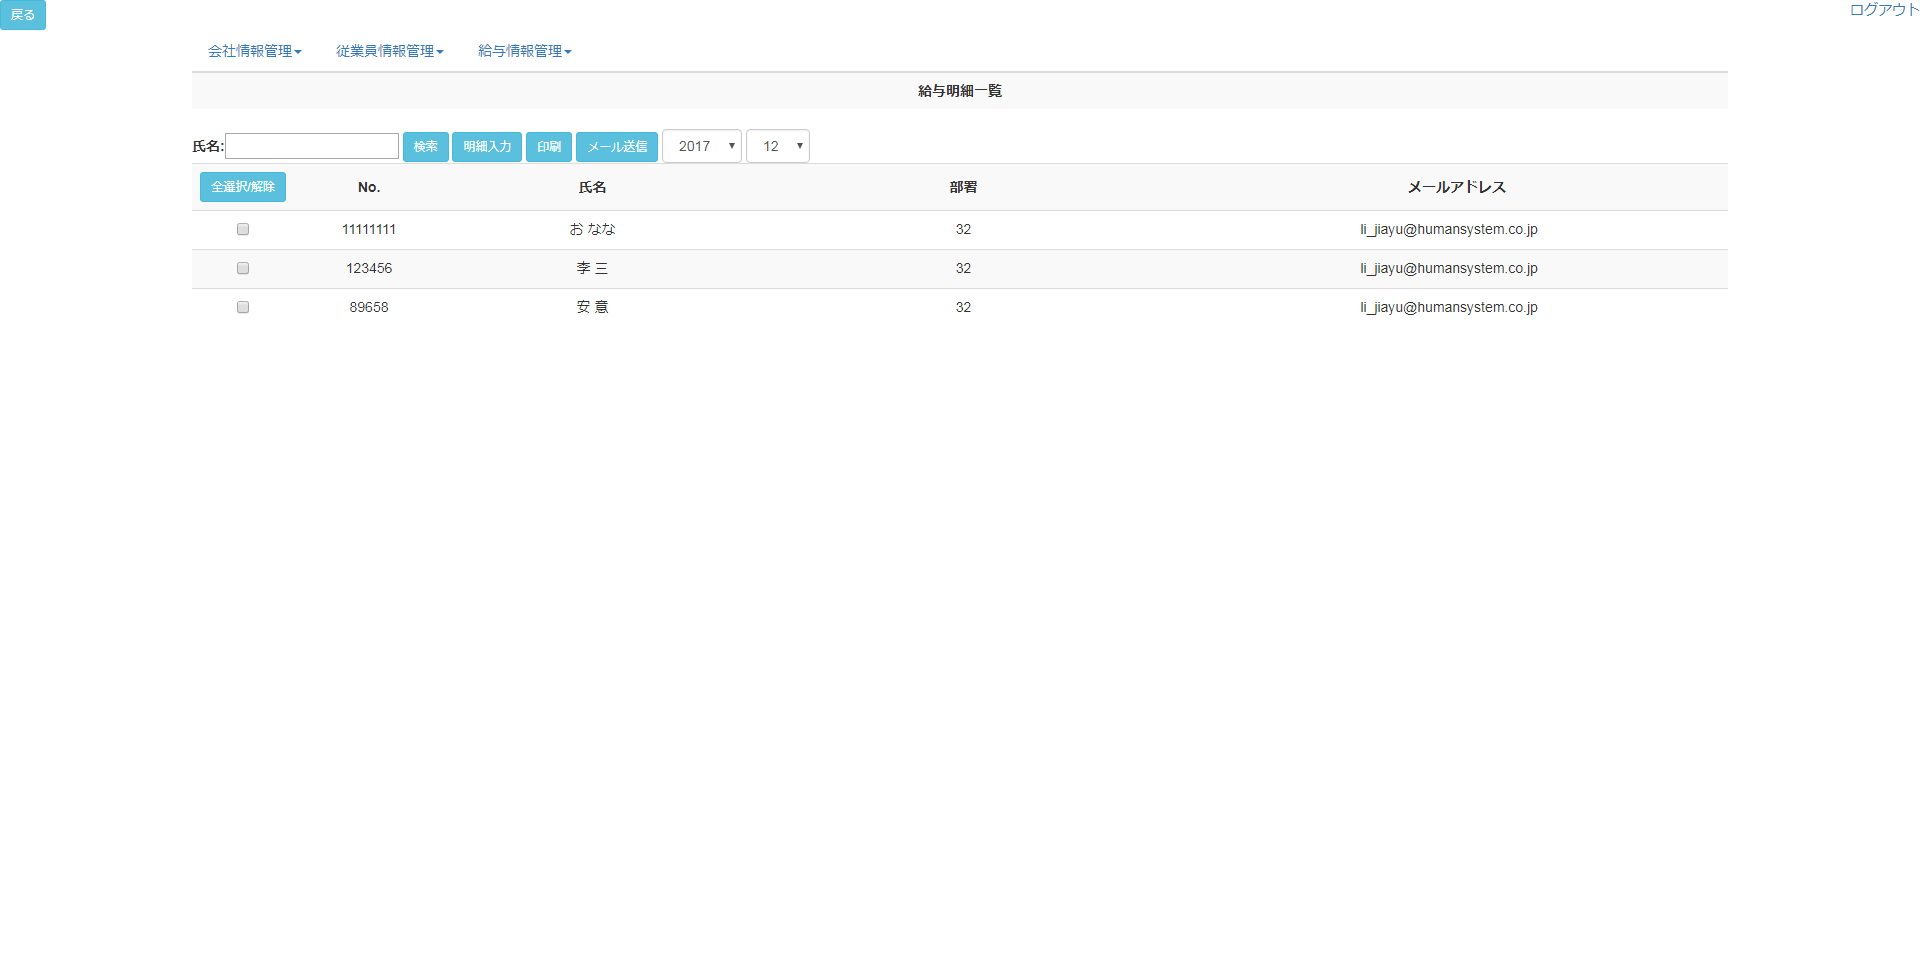 戻る ログアウト
会社情報管理 従業員情報管理 給与情報管理
給与明細一覧
氏名: 検索 明細入力 印刷 メール送信 2017 12
全選択/解除 No. 氏名 部署 メールアドレス
11111111 お なな 32 li_jiayu@humansystem.co.jp
123456 李 三 32 li_jiayu@humansystem.co.jp
89658 安 意 32 li_jiayu@humansystem.co.jp